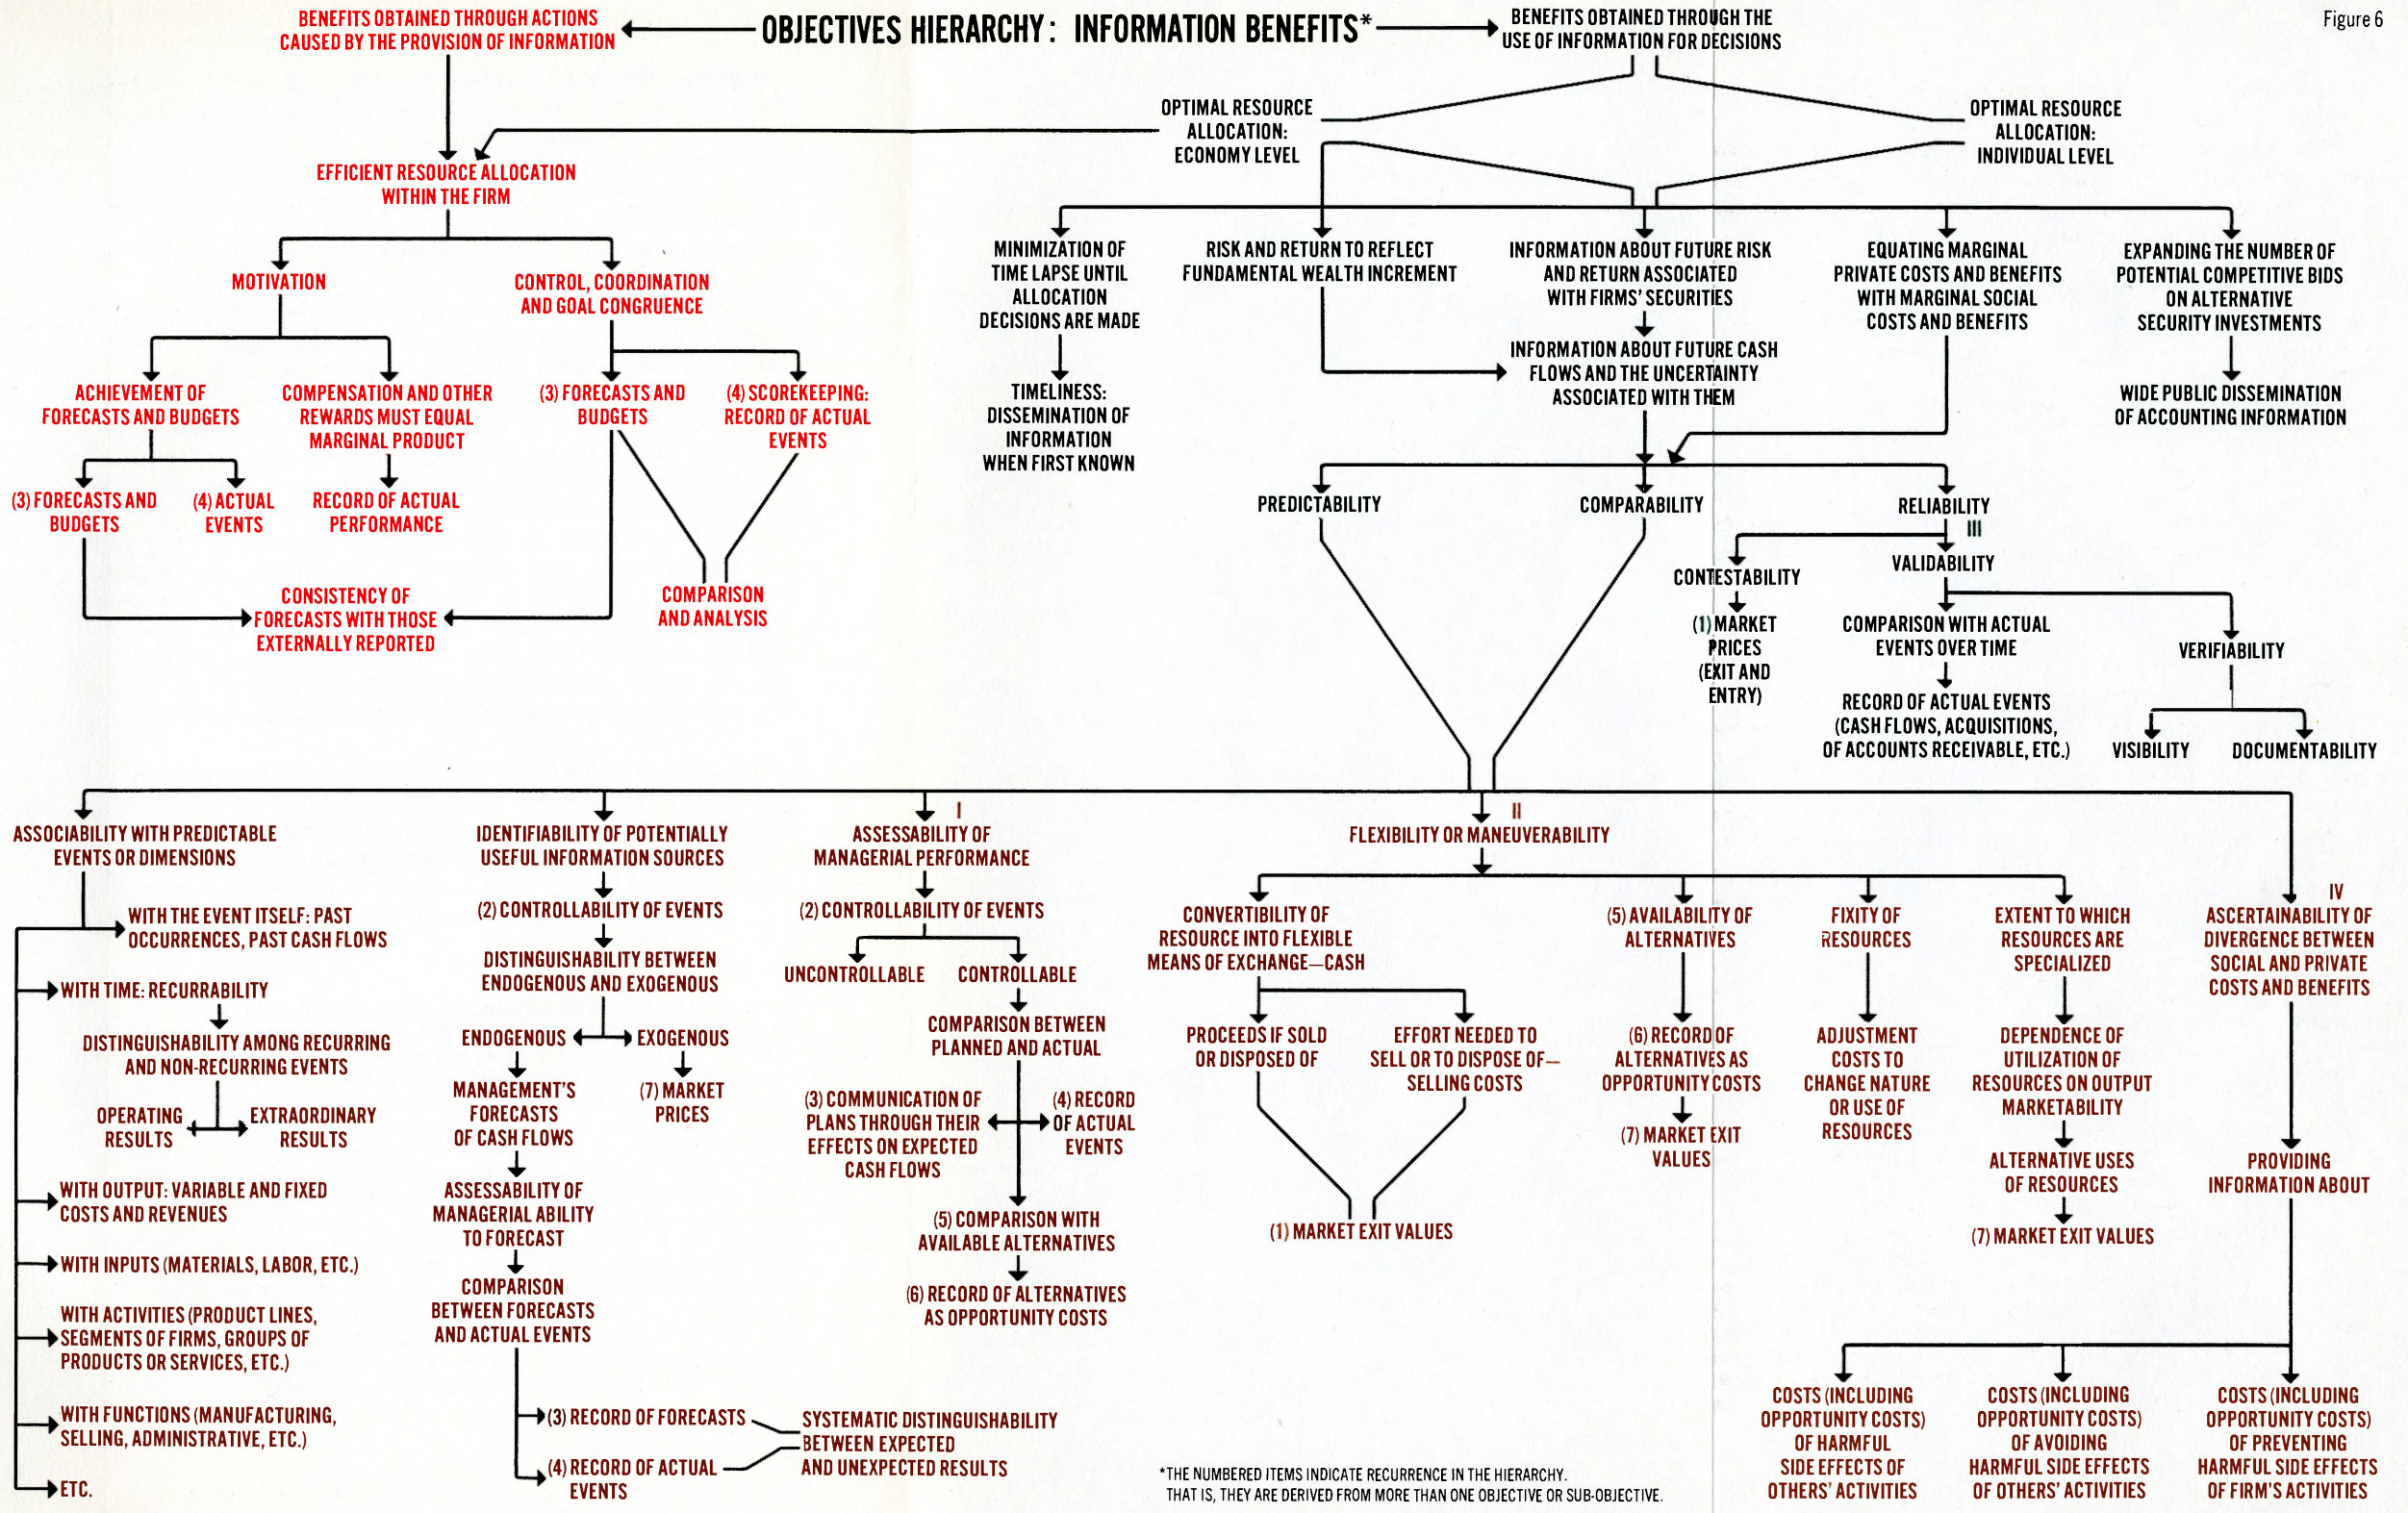 BENEFITS OBTAINED THROUGH ACTIONS
CAUSED BY THE PROVISION OF INFORMATION
OBJECTIVES HIERARCHY: INFORMATION BENEFITS*
BENEFITS OBTAINED THROUGH THE
USE OF INFORMATION FOR DECISIONS
Figure 6
OPTIMAL RESOURCE
ALLOCATION:
ECONOMY LEVEL
OPTIMAL RESOURCE
ALLOCATION:
INDIVIDUAL LEVEL
EFFICIENT RESOURCE ALLOCATION
WITHIN THE FIRM
MOTIVATION
CONTROL, COORDINATION
AND GOAL CONGRUENCE
ACHIEVEMENT OF
FORECASTS AND BUDGETS
COMPENSATION AND OTHER
REWARDS MUST EQUAL
MARGINAL PRODUCT
(3) FORECASTS AND
BUDGETS
(4) SCOREKEEPING:
RECORD OF ACTUAL
EVENTS
(3) FORECASTS AND
BUDGETS
(4) ACTUAL
EVENTS
RECORD OF ACTUAL
PERFORMANCE
CONSISTENCY OF
FORECASTS WITH THOSE
EXTERNALLY REPORTED
COMPARISON
AND ANALYSIS
MINIMIZATION OF
TIME LAPSE UNTIL
ALLOCATION
DECISIONS ARE MADE
TIMELINESS:
DISSEMINATION OF
INFORMATION
WHEN FIRST KNOWN
RISK AND RETURN TO REFLECT
FUNDAMENTAL WEALTH INCREMENT
INFORMATION ABOUT FUTURE RISK
AND RETURN ASSOCIATED
WITH FIRMS' SECURITIES
INFORMATION ABOUT FUTURE CASH
FLOWS AND THE UNCERTAINTY
ASSOCIATED WITH THEM
EQUATING MARGINAL
PRIVATE COSTS AND BENEFITS
WITH MARGINAL SOCIAL
COSTS AND BENEFITS
EXPANDING THE NUMBER OF
POTENTIAL COMPETITIVE BIDS
ON ALTERNATIVE
SECURITY INVESTMENTS
WIDE PUBLIC DISSEMINATION
OF ACCOUNTING INFORMATION
PREDICTABILITY
COMPARABILITY
RELIABILITY
III
CONTESTABILITY
(1) MARKET
PRICES
(EXIT AND
ENTRY)
VALIDABILITY
COMPARISON WITH ACTUAL
EVENTS OVER TIME
RECORD OF ACTUAL EVENTS
(CASH FLOWS, ACQUISITIONS,
OF ACCOUNTS RECEIVABLE, ETC.)
VERIFIABILITY
VISIBILITY
DOCUMENTABILITY
ASSOCIABILITY WITH PREDICTABLE
EVENTS OR DIMENSIONS
WITH THE EVENT ITSELF: PAST
OCCURRENCES, PAST CASH FLOWS
WITH TIME: RECURRABILITY
DISTINGUISHABILITY AMONG RECURRING
AND NON-RECURRING EVENTS
OPERATING
RESULTS
EXTRAORDINARY
RESULTS
WITH OUTPUT: VARIABLE AND FIXED
COSTS AND REVENUES
WITH INPUTS (MATERIALS, LABOR, ETC.)
WITH ACTIVITIES (PRODUCT LINES,
SEGMENTS OF FIRMS, GROUPS OF
PRODUCTS OR SERVICES, ETC.)
WITH FUNCTIONS (MANUFACTURING,
SELLING, ADMINISTRATIVE, ETC.)
ETC.
IDENTIFIABILITY OF POTENTIALLY
USEFUL INFORMATION SOURCES
(2) CONTROLLABILITY OF EVENTS
DISTINGUISHABILITY BETWEEN
ENDOGENOUS AND EXOGENOUS
ENDOGENOUS
EXOGENOUS
MANAGEMENT'S
FORECASTS
OF CASH FLOWS
(7) MARKET
PRICES
ASSESSABILITY OF
MANAGERIAL ABILITY
TO FORECAST
COMPARISON
BETWEEN FORECASTS
AND ACTUAL EVENTS
(3) RECORD OF FORECASTS
(4) RECORD OF ACTUAL
EVENTS
SYSTEMATIC DISTINGUISHABILITY
BETWEEN EXPECTED
AND UNEXPECTED RESULTS
I
ASSESSABILITY OF
MANAGERIAL PERFORMANCE
(2) CONTROLLABILITY OF EVENTS
UNCONTROLLABLE
CONTROLLABLE
COMPARISON BETWEEN
PLANNED AND ACTUAL
(3) COMMUNICATION OF
PLANS THROUGH THEIR
EFFECTS ON EXPECTED
CASH FLOWS
(4) RECORD
OF ACTUAL
EVENTS
(5) COMPARISON WITH
AVAILABLE ALTERNATIVES
(6) RECORD OF ALTERNATIVES
AS OPPORTUNITY COSTS
II
FLEXIBILITY OR MANEUVERABILITY
CONVERTIBILITY OF
RESOURCE INTO FLEXIBLE
MEANS OF EXCHANGE—CASH
PROCEEDS IF SOLD
OR DISPOSED OF
EFFORT NEEDED TO
SELL OR TO DISPOSE OF—
SELLING COSTS
(1) MARKET EXIT VALUES
(5) AVAILABILITY OF
ALTERNATIVES
(6) RECORD OF
ALTERNATIVES AS
OPPORTUNITY COSTS
(7) MARKET EXIT
VALUES
FIXITY OF
RESOURCES
ADJUSTMENT
COSTS TO
CHANGE NATURE
OR USE OF
RESOURCES
EXTENT TO WHICH
RESOURCES ARE
SPECIALIZED
DEPENDENCE OF
UTILIZATION OF
RESOURCES ON OUTPUT
MARKETABILITY
ALTERNATIVE USES
OF RESOURCES
(7) MARKET EXIT VALUES
IV
ASCERTAINABILITY OF
DIVERGENCE BETWEEN
SOCIAL AND PRIVATE
COSTS AND BENEFITS
PROVIDING
INFORMATION ABOUT
COSTS (INCLUDING
OPPORTUNITY COSTS)
OF HARMFUL
SIDE EFFECTS OF
OTHERS' ACTIVITIES
COSTS (INCLUDING
OPPORTUNITY COSTS)
OF AVOIDING
HARMFUL SIDE EFFECTS
OF OTHERS' ACTIVITIES
COSTS (INCLUDING
OPPORTUNITY COSTS)
OF PREVENTING
HARMFUL SIDE EFFECTS
OF FIRM'S ACTIVITIES
*THE NUMBERED ITEMS INDICATE RECURRENCE IN THE HIERARCHY.
THAT IS, THEY ARE DERIVED FROM MORE THAN ONE OBJECTIVE OR SUB-OBJECTIVE.